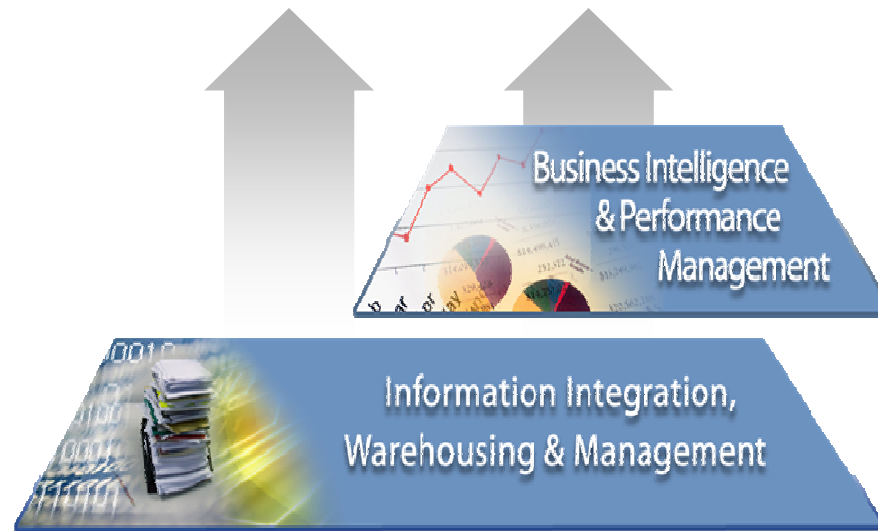 Business Intelligence
& Performance
Management
Information Integration,
Warehousing & Management